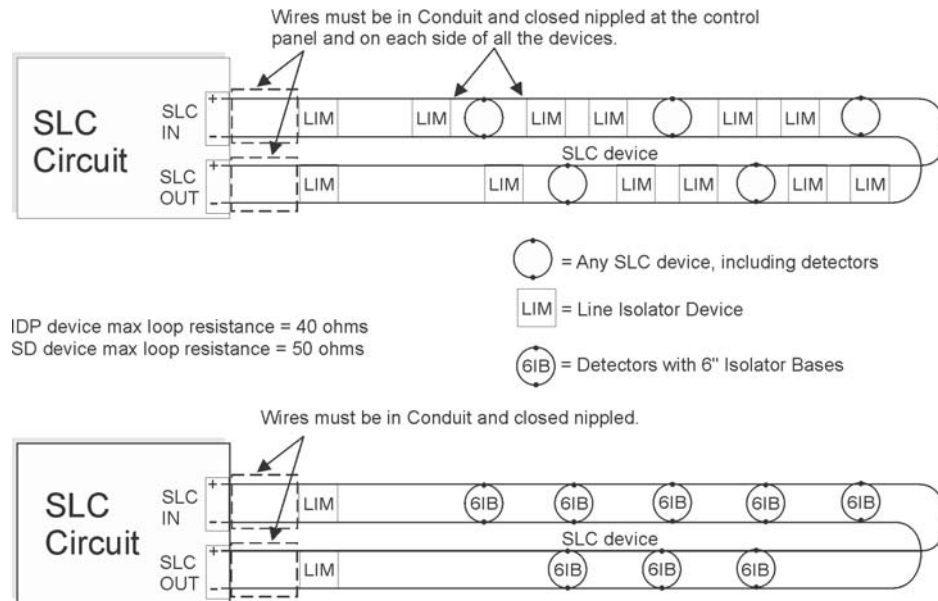 Wires must be in Conduit and closed nippled at the control
panel and on each side of all the devices.
SLC
Circuit
SLC
IN
+
-
LIM
LIM
LIM
LIM
LIM
LIM
SLC device
SLC
OUT
+
-
LIM
LIM
LIM
LIM
LIM
LIM
= Any SLC device, including detectors
LIM = Line Isolator Device
6IB = Detectors with 6" Isolator Bases
IDP device max loop resistance = 40 ohms
SD device max loop resistance = 50 ohms
Wires must be in Conduit and closed nippled.
SLC
Circuit
SLC
IN
+
-
LIM
6IB
6IB
6IB
6IB
6IB
SLC device
SLC
OUT
+
-
LIM
6IB
6IB
6IB